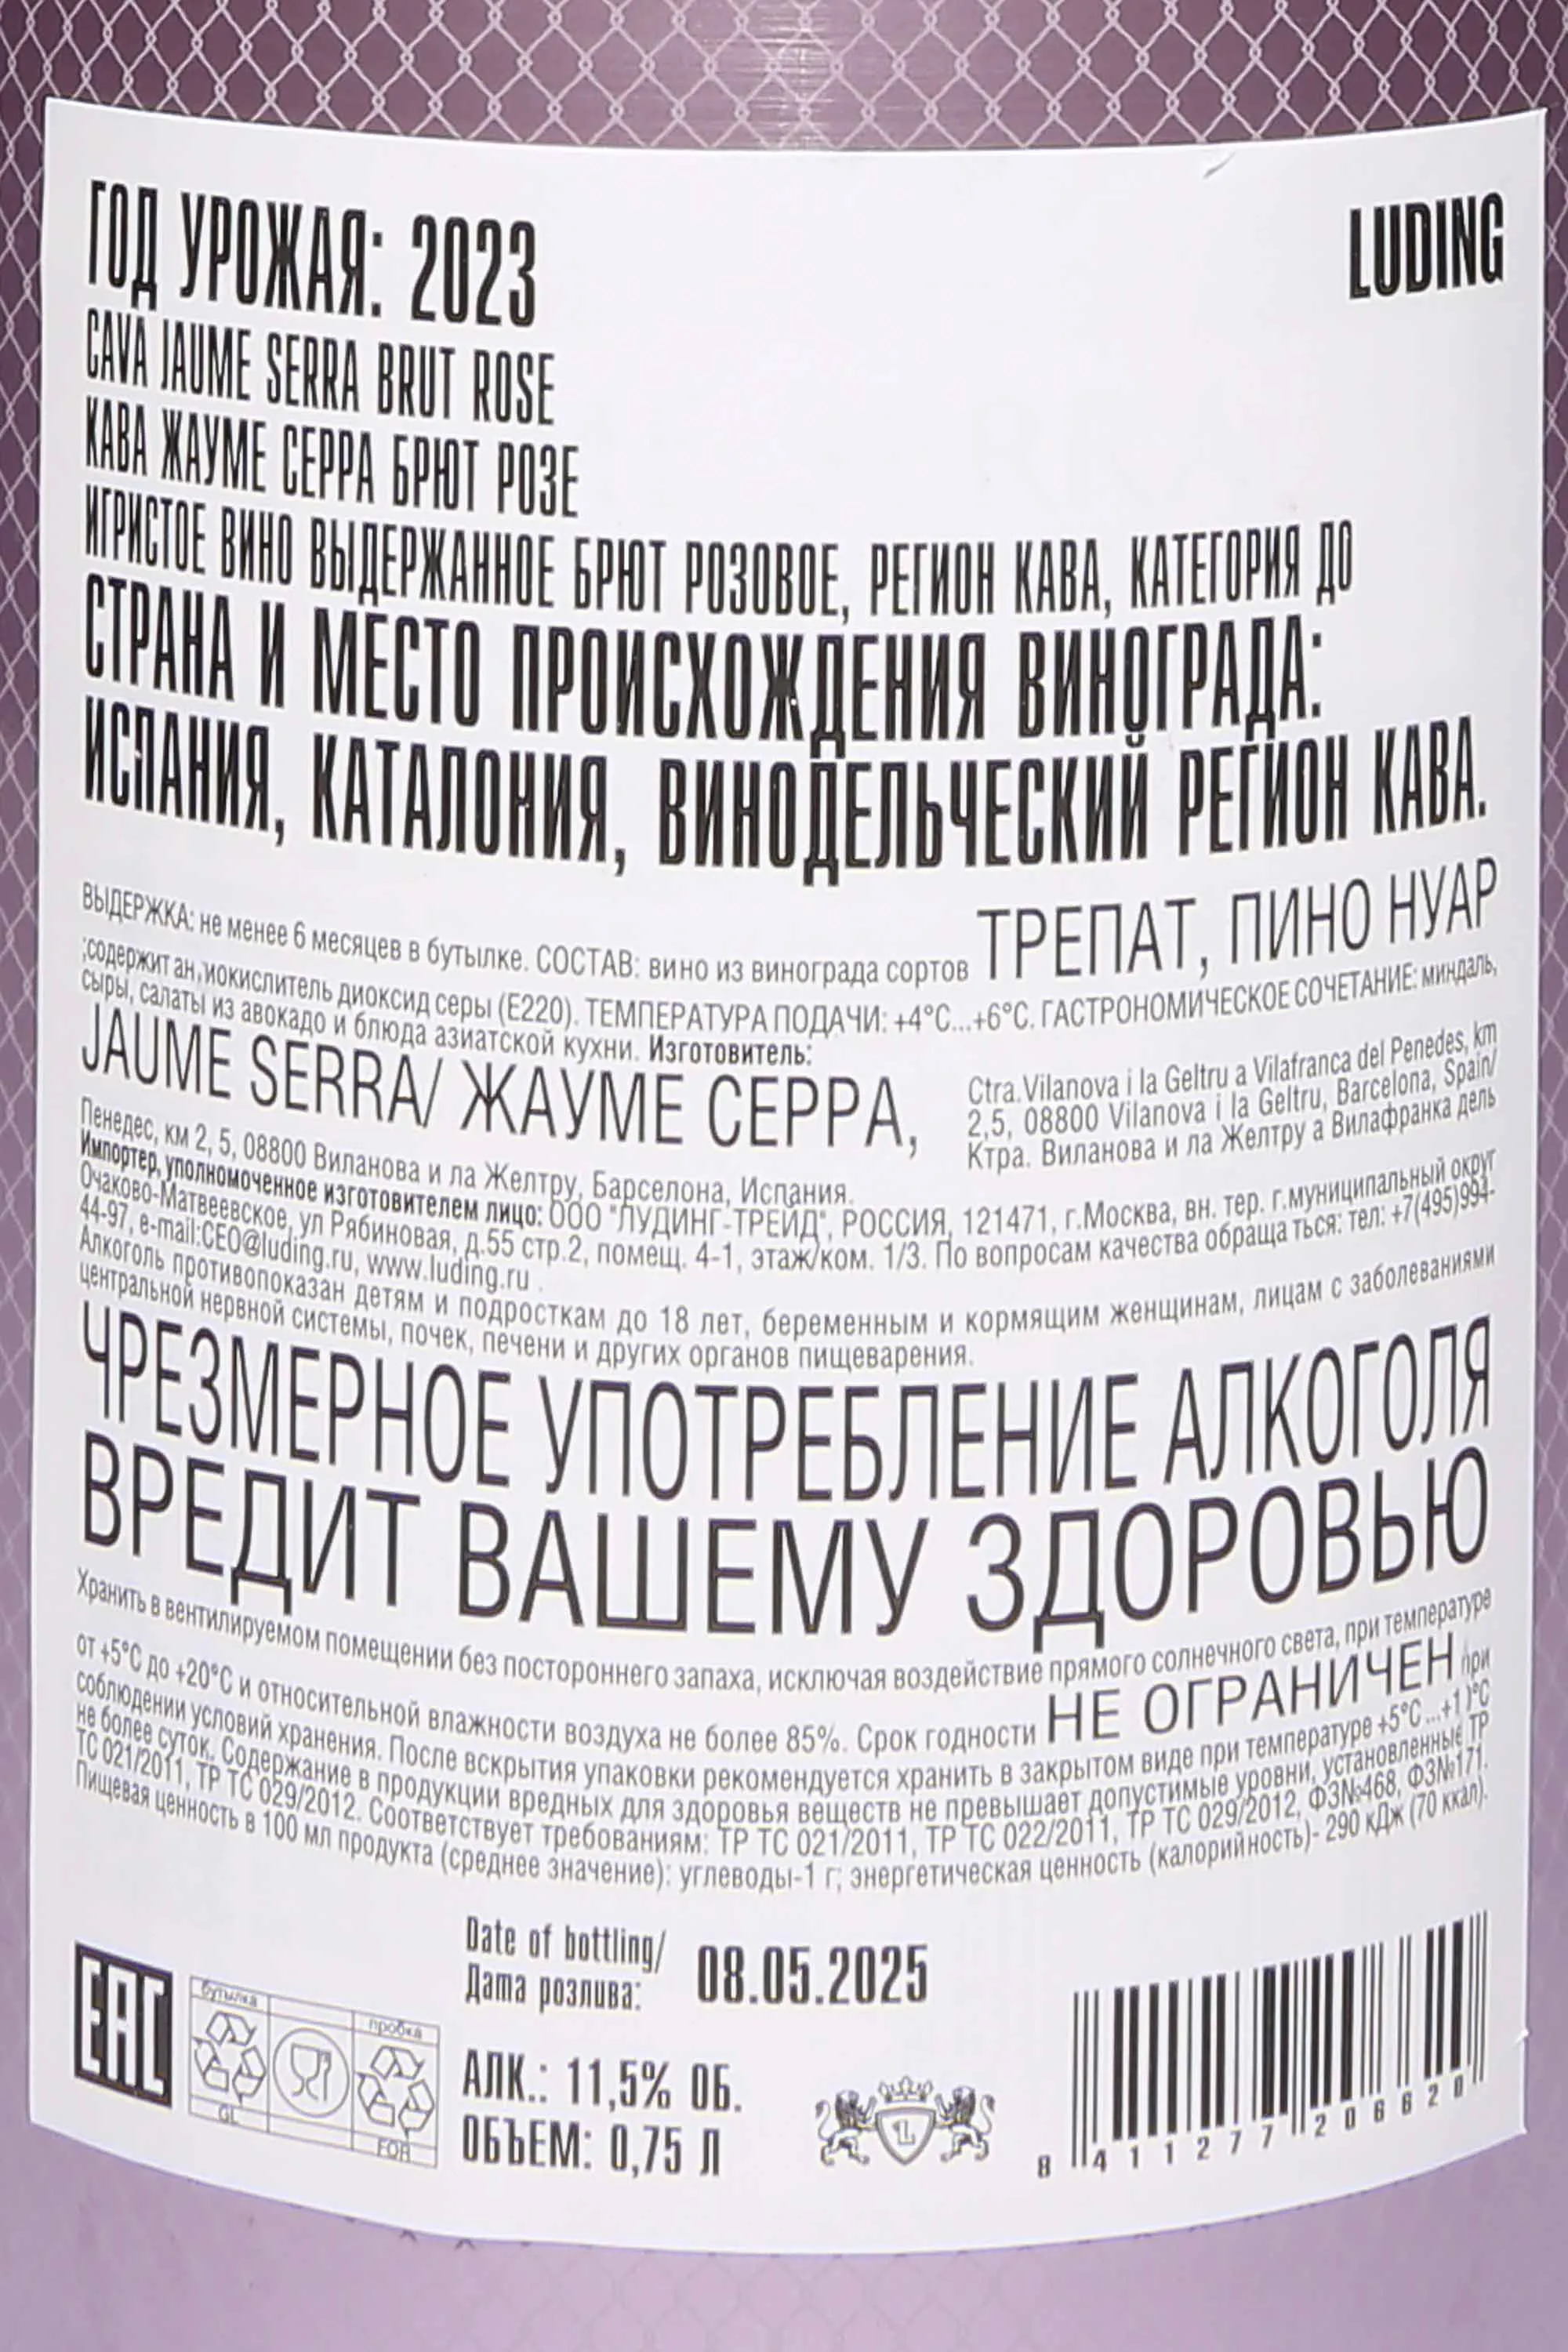 ГОД УРОЖАЯ: 2023
LUDING
CAVA JAUME SERRA BRUT ROSE
КАВА ЖАУМЕ СЕРРА БРЮТ РОЗЕ
ИГРИСТОЕ ВИНО ВЫДЕРЖАННОЕ БРЮТ РОЗОВОЕ, РЕГИОН КАВА, КАТЕГОРИЯ ДО
СТРАНА И МЕСТО ПРОИСХОЖДЕНИЯ ВИНОГРАДА:
ИСПАНИЯ, КАТАЛОНИЯ, ВИНОДЕЛЬЧЕСКИЙ РЕГИОН КАВА.
ВЫДЕРЖКА: не менее 6 месяцев в бутылке. СОСТАВ: вино из винограда сортов ТРЕПАТ, ПИНО НУАР
диоксид серы (Е220). ТЕМПЕРАТУРА ПОДАЧИ: +4°С...+6°С. ГАСТРОНОМИЧЕСКОЕ СОЧЕТАНИЕ: миндаль,
сыры, салаты из авокадо и блюда азиатской кухни. Изготовитель:
JAUME SERRA/ ЖАУМЕ СЕРРА,
Ctra.Vilanova i la Geltru a Vilafranca del Penedes, km
2,5, 08800 Vilanova i la Geltru, Barcelona, Spain/
Ктра. Виланова и ла Желтру а Вилафранка дель
Пенедес, км 2, 5, 08800 Виланова и ла Желтру, Барселона, Испания.
Импортер, уполномоченное изготовителем лицо: ООО "ЛУДИНГ-ТРЕЙД", РОССИЯ, 121471, г.Москва, вн. тер. г.муниципальный округ
Очаково-Матвеевское, ул Рябиновая, д.55 стр.2, помещ. 4-1, этаж/ком. 1/3. По вопросам качества обраща ться: тел: +7(495)994-
44-97, e-mail:CEO@luding.ru, www.luding.ru .
Алкоголь противопоказан детям и подросткам до 18 лет, беременным и кормящим женщинам, лицам с заболеваниями
центральной нервной системы, почек, печени и других органов пищеварения.
ЧРЕЗМЕРНОЕ УПОТРЕБЛЕНИЕ АЛКОГОЛЯ
ВРЕДИТ ВАШЕМУ ЗДОРОВЬЮ
Хранить в вентилируемом помещении без постороннего запаха, исключая воздействие прямого солнечного света, при температуре
от +5°С до +20°С и относительной влажности воздуха не более 85%. Срок годности НЕ ОГРАНИЧЕН при
соблюдении условий хранения. После вскрытия упаковки рекомендуется хранить в закрытом виде при температуре +5°С
не более суток. Содержание в продукции вредных для здоровья веществ не превышает допустимые уровни, установленные ТР
ТС 021/2011, ТР ТС 029/2012. Соответствует требованиям: ТР ТС 021/2011, ТР ТС 022/2011, ТР ТС 029/2012, ФЗ№468, ФЗ№171.
Пищевая ценность в 100 мл продукта (среднее значение): углеводы-1 г; энергетическая ценность (калорийность)- 290 кДж (70 ккал).
EAC
бутылка
GL
пробка
FOR
Date of bottling/
Дата розлива:
08.05.2025
АЛК.: 11,5% ОБ.
ОБЪЕМ: 0,75 Л
L
8 411277 206620